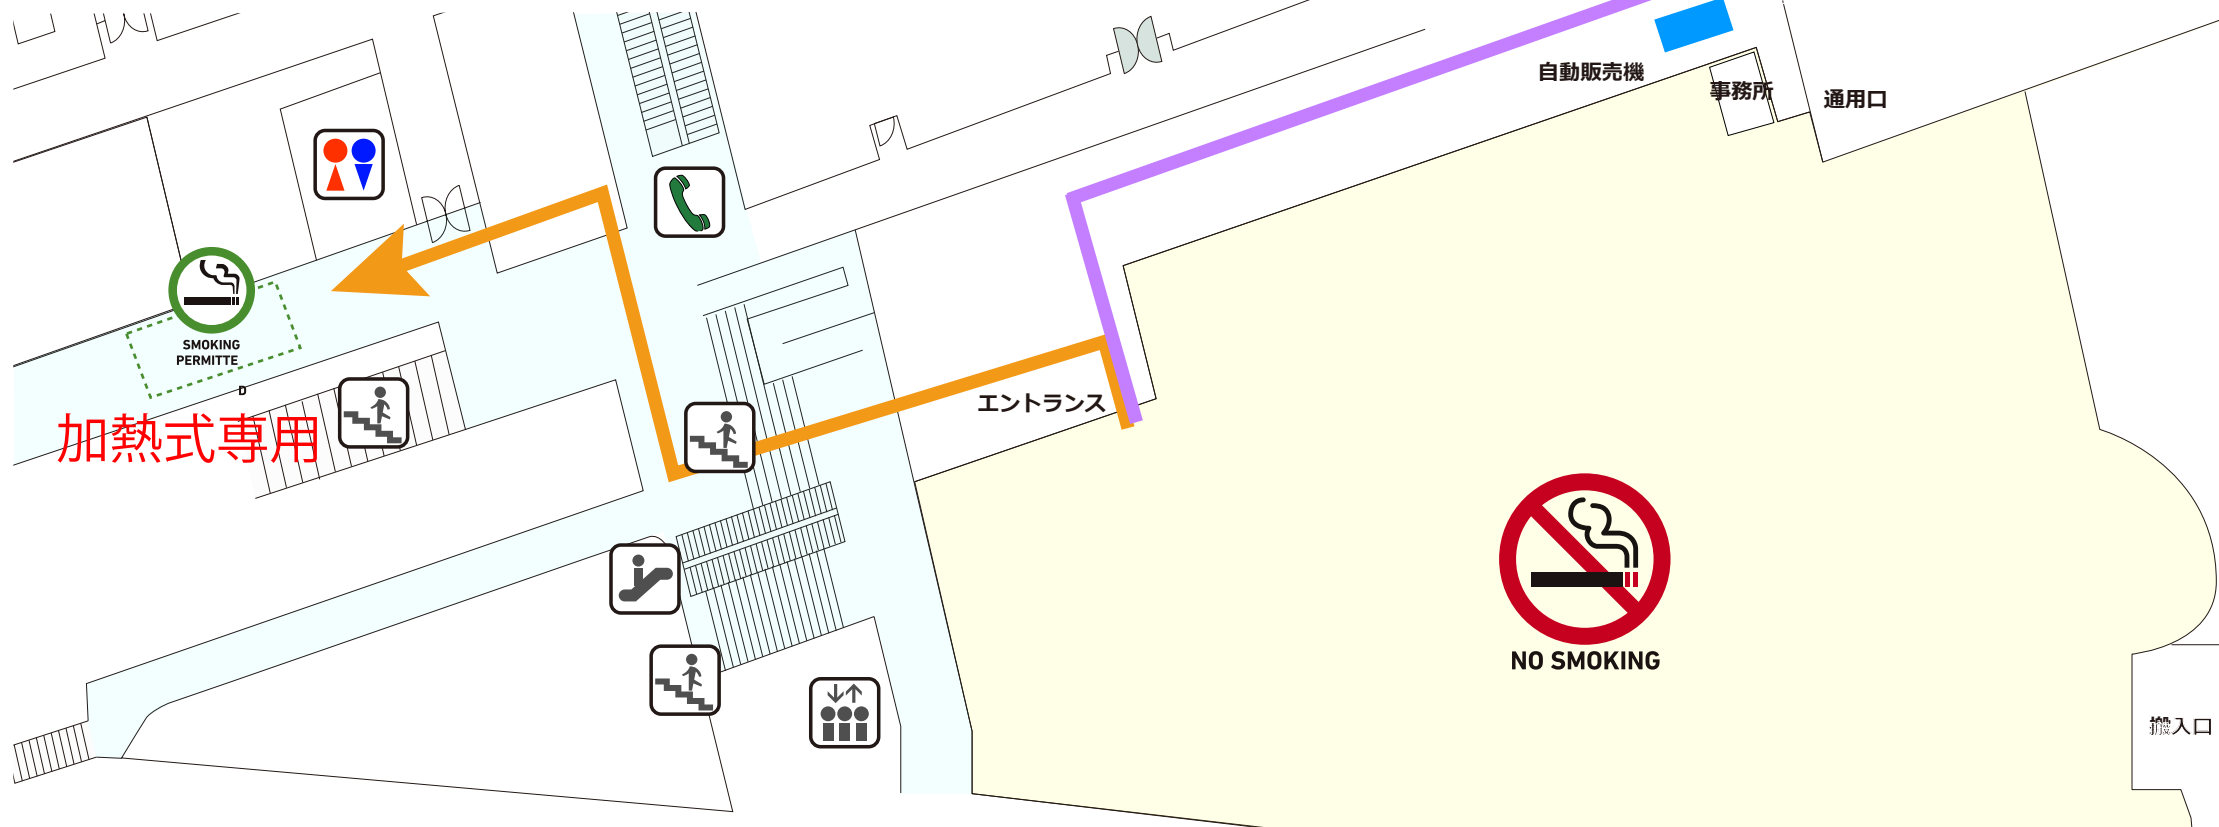 自動販売機
事務所
通用口
SMOKING
PERMITTE
D
加熱式専用
エントランス
NO SMOKING
搬入口